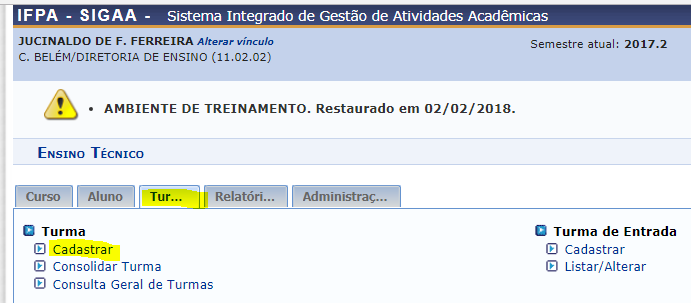 IFPA - SIGAA - Sistema Integrado de Gestão de Atividades Acadêmicas
JUCINALDO DE F. FERREIRA Alterar vínculo
Semestre atual: 2017.2
C. BELÉM/DIRETORIA DE ENSINO (11.02.02)
• AMBIENTE DE TREINAMENTO. Restaurado em 02/02/2018.
ENSINO TÉCNICO
Curso Aluno Tur... Relatóri... Administraç...
Turma
Cadastrar
Consolidar Turma
Consulta Geral de Turmas
Turma de Entrada
Cadastrar
Listar/Alterar